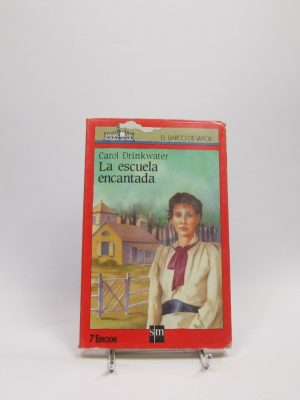 EL BARCO DE VAPOR
Carol Drinkwater
La escuela
encantada
7ª EDICIÓN
sm